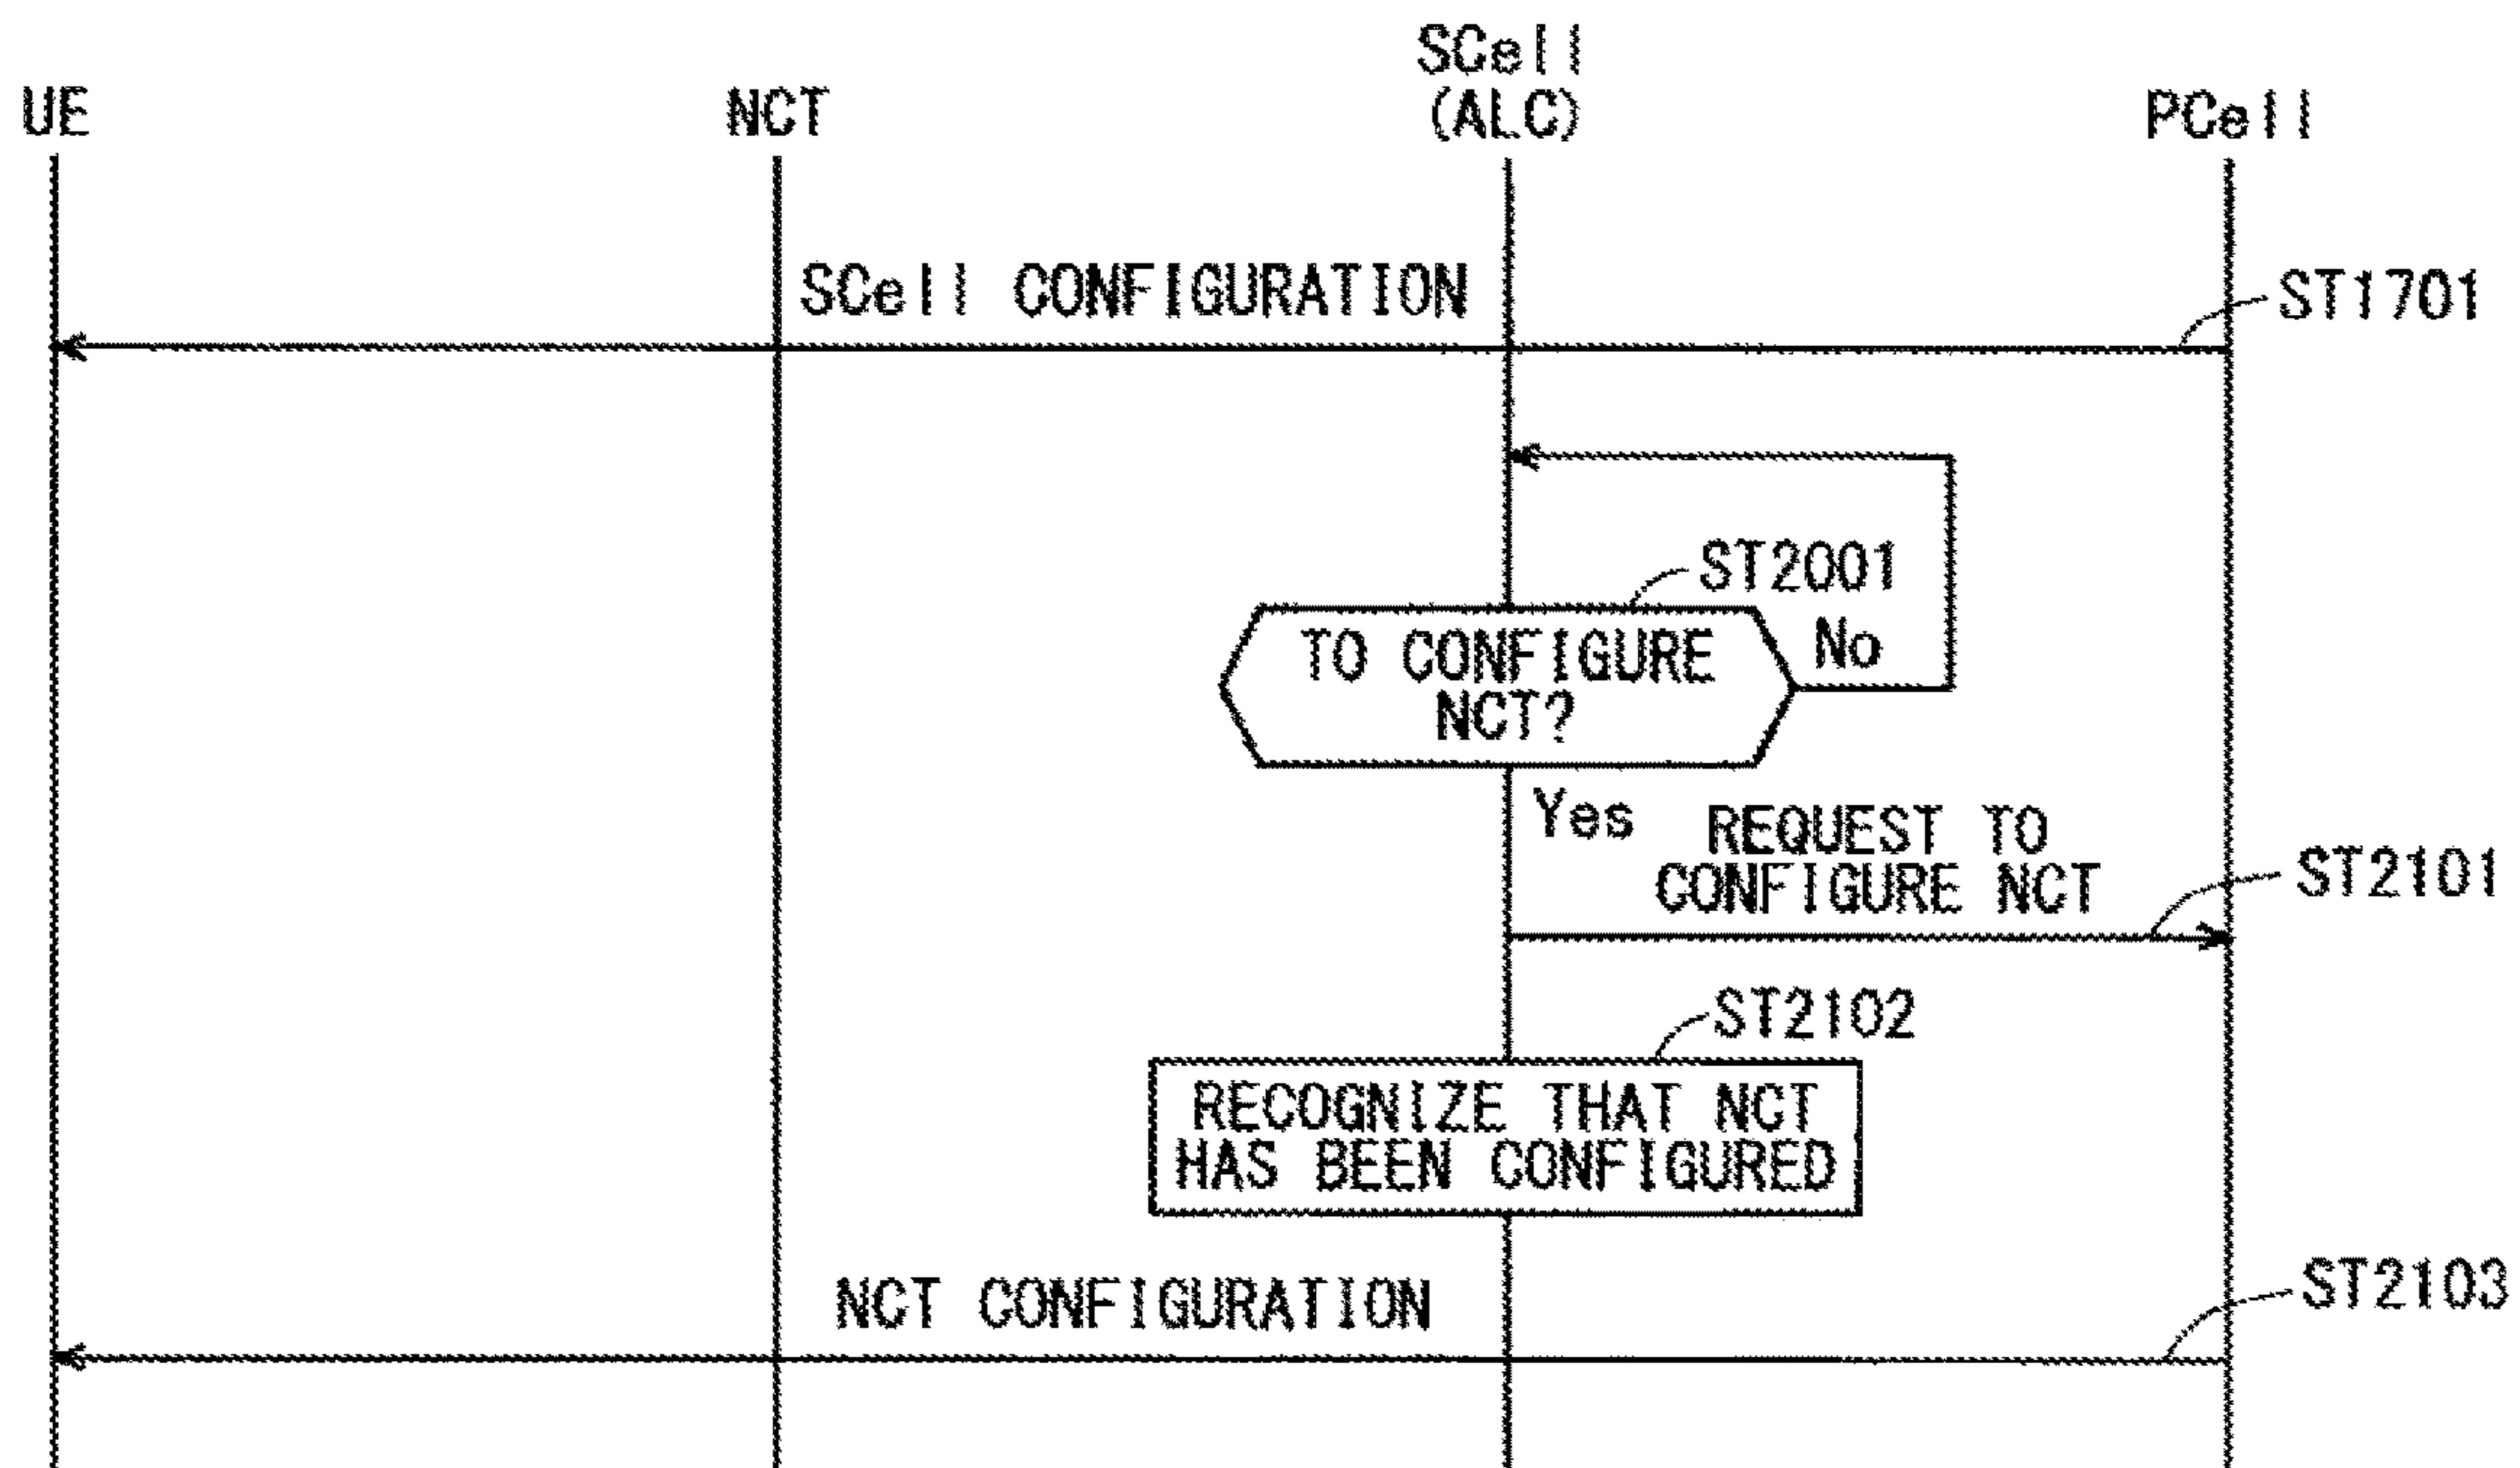 UE
NCT
SCell
(ALC)
PCell
SCell CONFIGURATION
ST1701
ST2001
TO CONFIGURE
NCT?
No
Yes
REQUEST TO
CONFIGURE NCT
ST2101
ST2102
RECOGNIZE THAT NCT
HAS BEEN CONFIGURED
NCT CONFIGURATION
ST2103